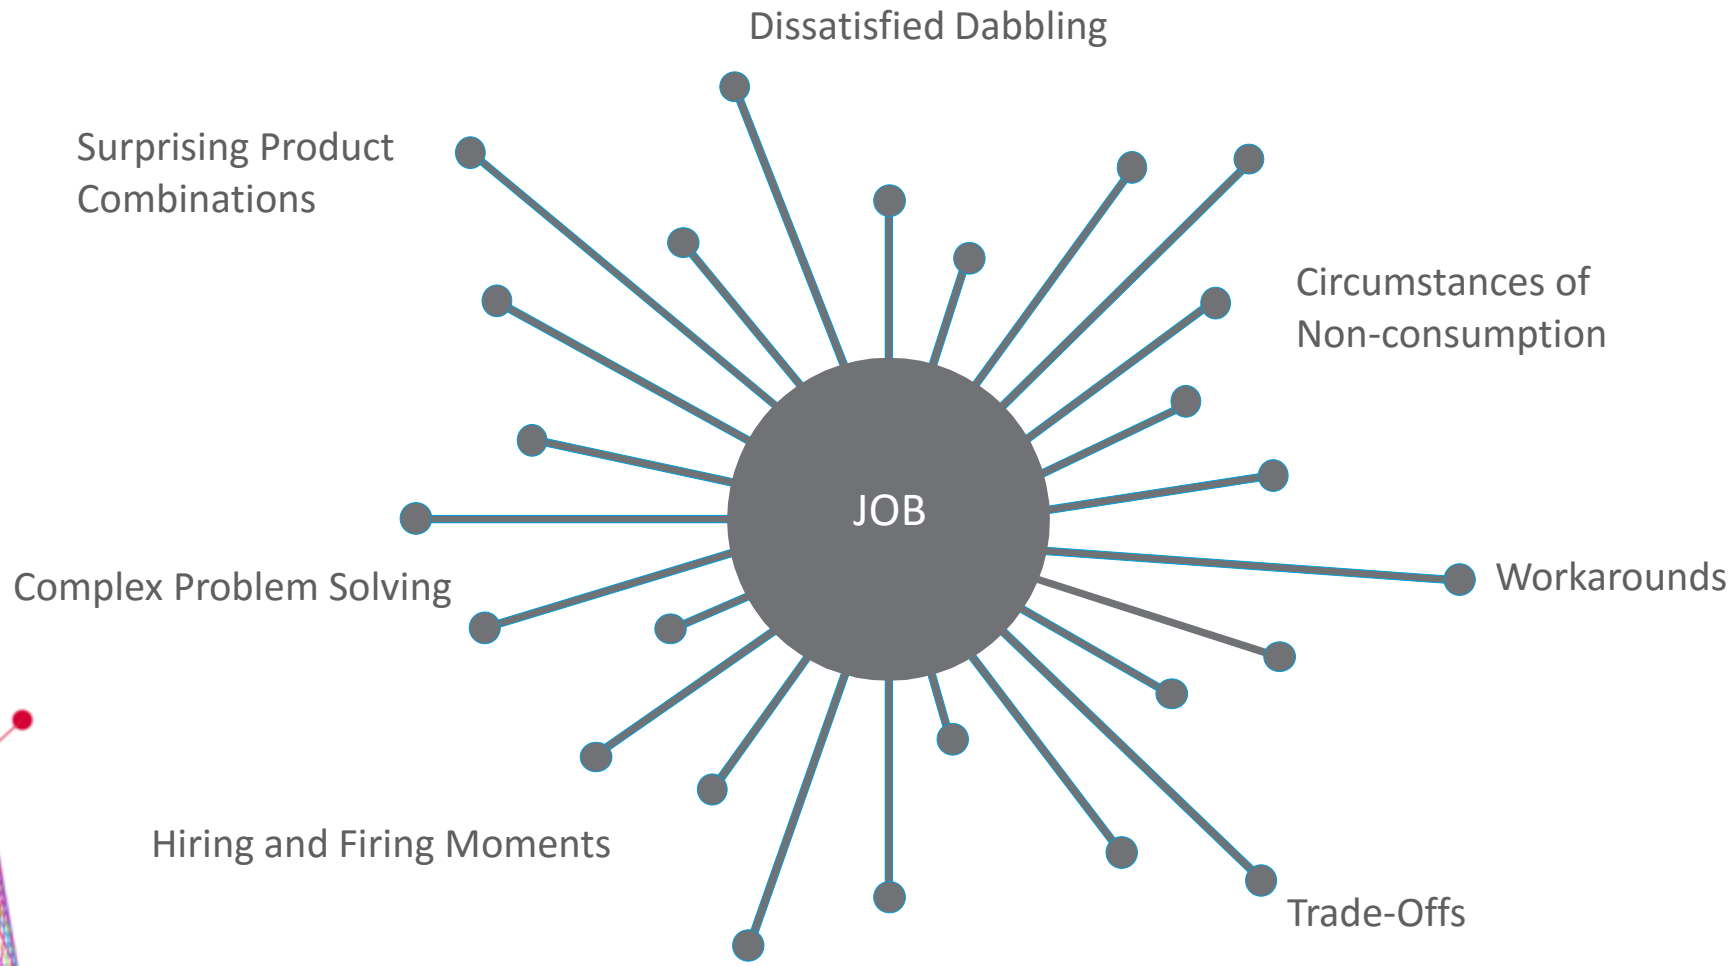 Dissatisfied Dabbling
Surprising Product
Combinations
Circumstances of
Non-consumption
JOB
Complex Problem Solving
Workarounds
Hiring and Firing Moments
Trade-Offs